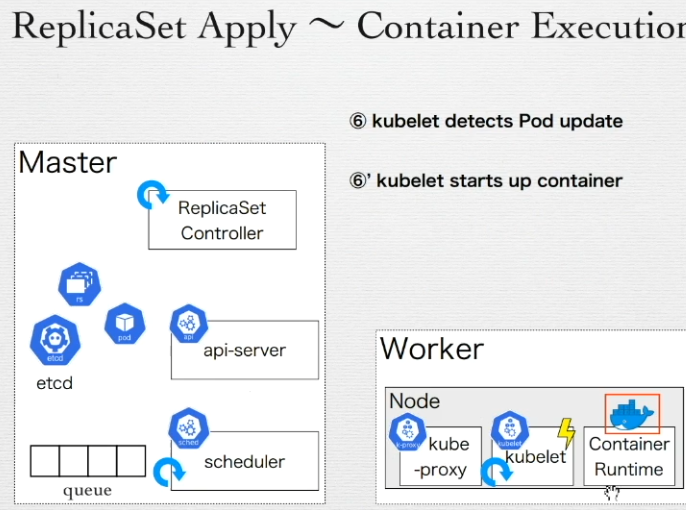 ReplicaSet Apply ～ Container Execution
⑥ kubelet detects Pod update
⑥’ kubelet starts up container
Master
ReplicaSet
Controller
rs
pod
etcd
etcd
api
api-server
sched
scheduler
queue
Worker
Node
k-proxy
kube
-proxy
kubelet
kubelet
Container
Runtime